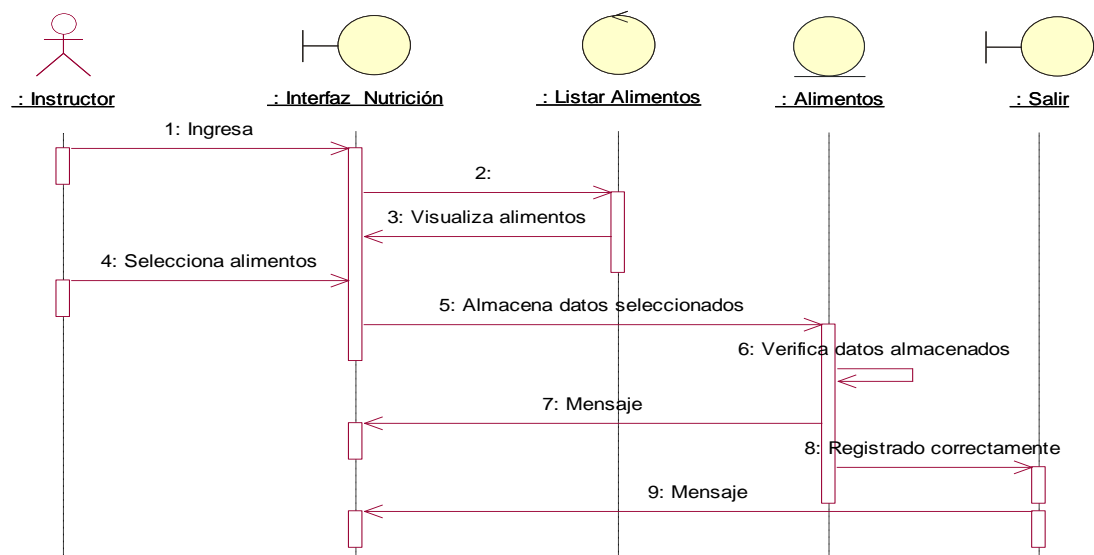 : Instructor
: Interfaz Nutrición
: Listar Alimentos
: Alimentos
: Salir
1: Ingresa
2:
3: Visualiza alimentos
4: Selecciona alimentos
5: Almacena datos seleccionados
6: Verifica datos almacenados
7: Mensaje
8: Registrado correctamente
9: Mensaje